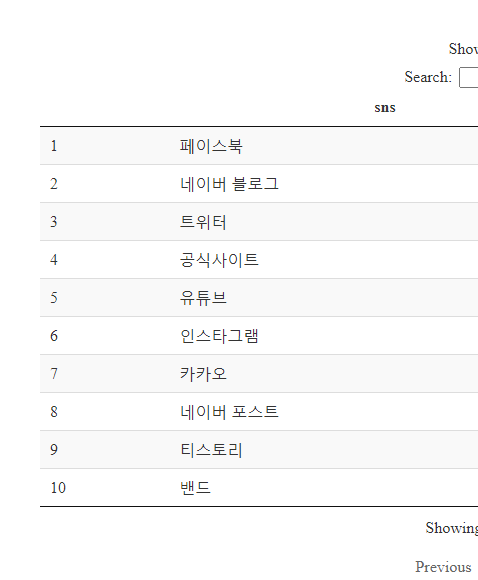 Show
Search:
sns
1 페이스북
2 네이버 블로그
3 트위터
4 공식사이트
5 유튜브
6 인스타그램
7 카카오
8 네이버 포스트
9 티스토리
10 밴드
Showing
Previous